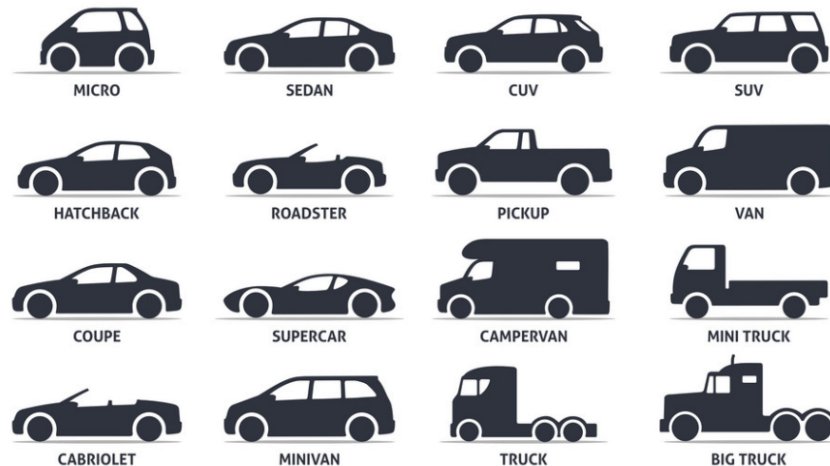 MICRO
SEDAN
CUV
SUV
HATCHBACK
ROADSTER
PICKUP
VAN
COUPE
SUPERCAR
CAMPERVAN
MINI TRUCK
CABRIOLET
MINIVAN
TRUCK
BIG TRUCK